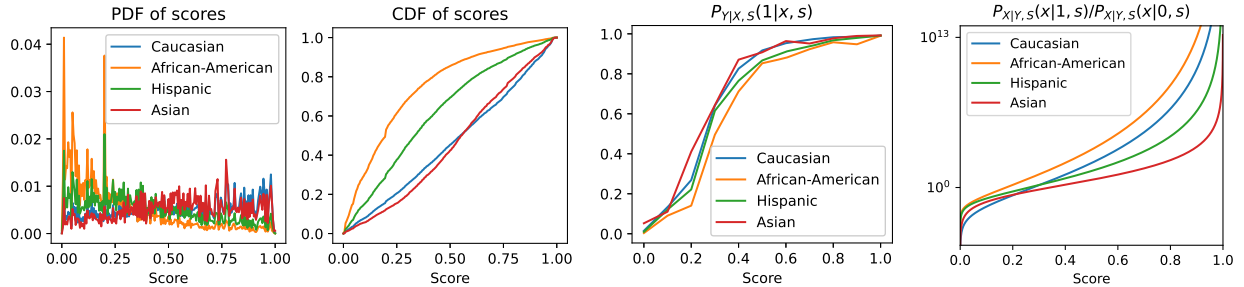 PDF of scores
0.04
0.03
0.02
0.01
0.00
Caucasian
African-American
Hispanic
Asian
0.00 0.25 0.50 0.75 1.00
Score
CDF of scores
1.0
0.8
0.6
0.4
0.2
0.0
0.00 0.25 0.50 0.75 1.00
Score
P_{Y|X,S}(1|x, s)
1.0
0.8
0.6
0.4
0.2
0.0
Caucasian
African-American
Hispanic
Asian
0.0 0.2 0.4 0.6 0.8 1.0
Score
P_{X|Y,S}(x|1, s)/P_{X|Y,S}(x|0, s)
10^{13}
10^{0}
Caucasian
African-American
Hispanic
Asian
0.0 0.2 0.4 0.6 0.8 1.0
Score